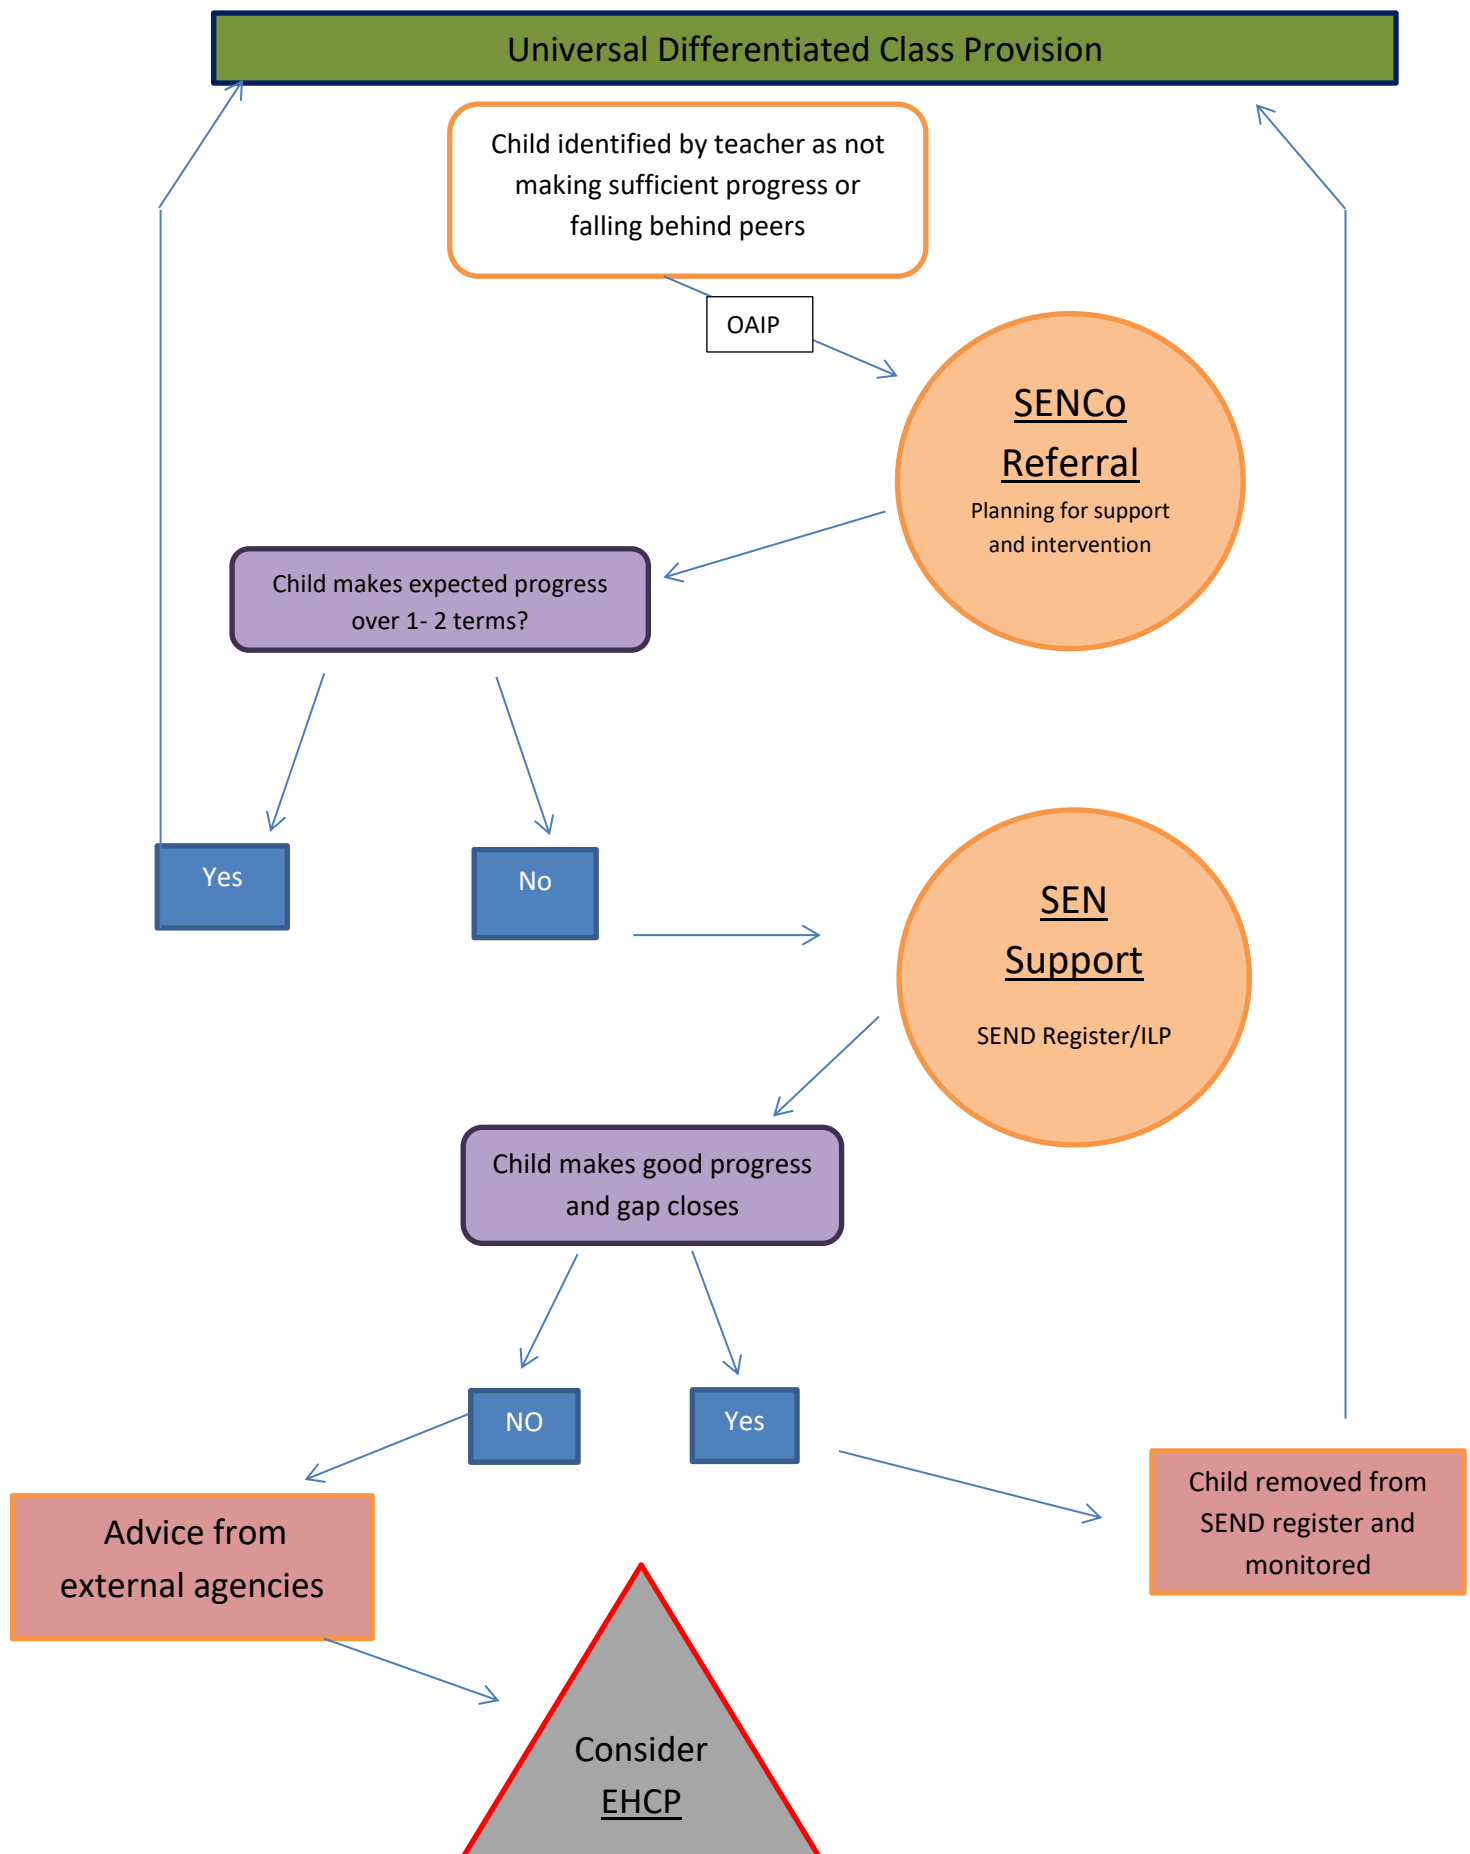 Universal Differentiated Class Provision
Child identified by teacher as not
making sufficient progress or
falling behind peers
OAIP
SENCo
Referral
Planning for support
and intervention
Child makes expected progress
over 1- 2 terms?
Yes
No
SEN
Support
SEND Register/ILP
Child makes good progress
and gap closes
NO
Yes
Child removed from
SEND register and
monitored
Advice from
external agencies
Consider
EHCP